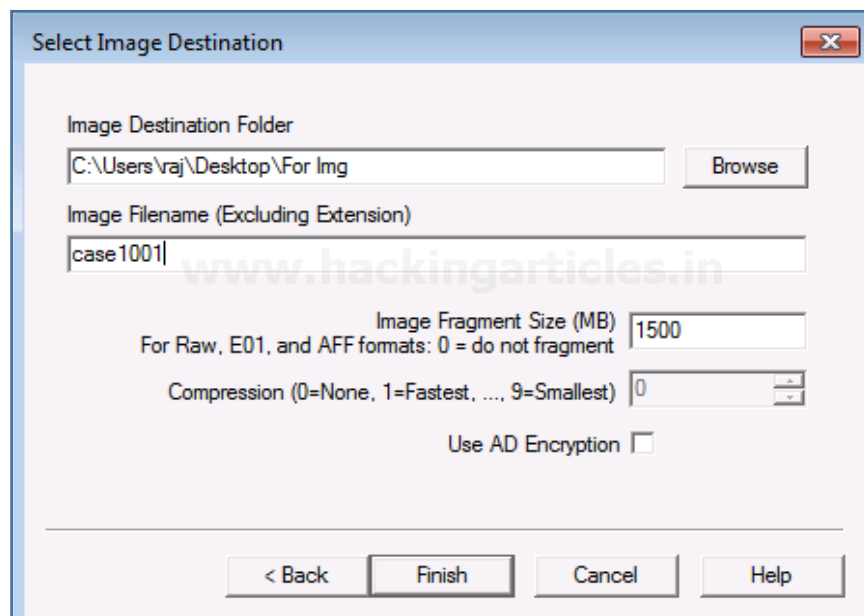 Select Image Destination
Image Destination Folder
C:\Users\raj\Desktop\For Img
Browse
Image Filename (Excluding Extension)
case1001
www.hackingarticles.in
Image Fragment Size (MB)
For Raw, E01, and AFF formats: 0 = do not fragment
1500
Compression (0=None, 1=Fastest, ..., 9=Smallest)
0
Use AD Encryption
< Back
Finish
Cancel
Help